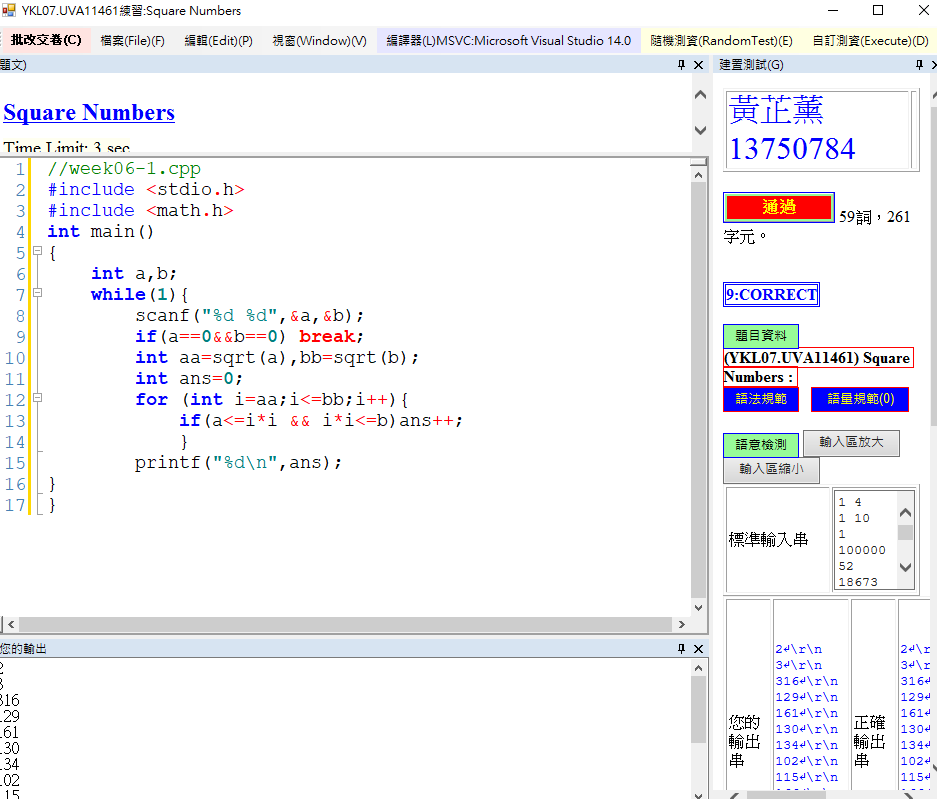 YKL07.UVA11461練習:Square Numbers
批改交卷(C) 檔案(File)(F) 編輯(Edit)(P) 視窗(Window)(V) 編譯器(L)MSVC:Microsoft Visual Studio 14.0 隨機測資(RandomTest)(E) 自訂測資(Execute)(D)
題文)
Square Numbers
Time Limit: 3 sec
1 //week06-1.cpp
2 #include <stdio.h>
3 #include <math.h>
4 int main()
5 {
6 int a,b;
7 while(1){
8 scanf("%d %d",&a,&b);
9 if(a==0&&b==0) break;
10 int aa=sqrt(a),bb=sqrt(b);
11 int ans=0;
12 for (int i=aa;i<=bb;i++){
13 if(a<=i*i && i*i<=b)ans++;
14 }
15 printf("%d\n",ans);
16 }
17 }
您的輸出
2
3
316
129
161
130
134
102
115
建置測試(G)
黃芷薰
13750784
通過 59詞，261
字元。
9:CORRECT
題目資料
(YKL07.UVA11461) Square
Numbers :
語法規範 語量規範(0)
語意檢測 輸入區放大
輸入區縮小
標準輸入串
1 4
1 10
1
100000
52
18673
您的
輸出
串
2↵\r\n
3↵\r\n
316↵\r\n
129↵\r\n
161↵\r\n
130↵\r\n
134↵\r\n
102↵\r\n
115↵\r\n
正確
輸出
串
2↵\r
3↵\r
316↵
129↵
161↵
130↵
134↵
102↵
115↵